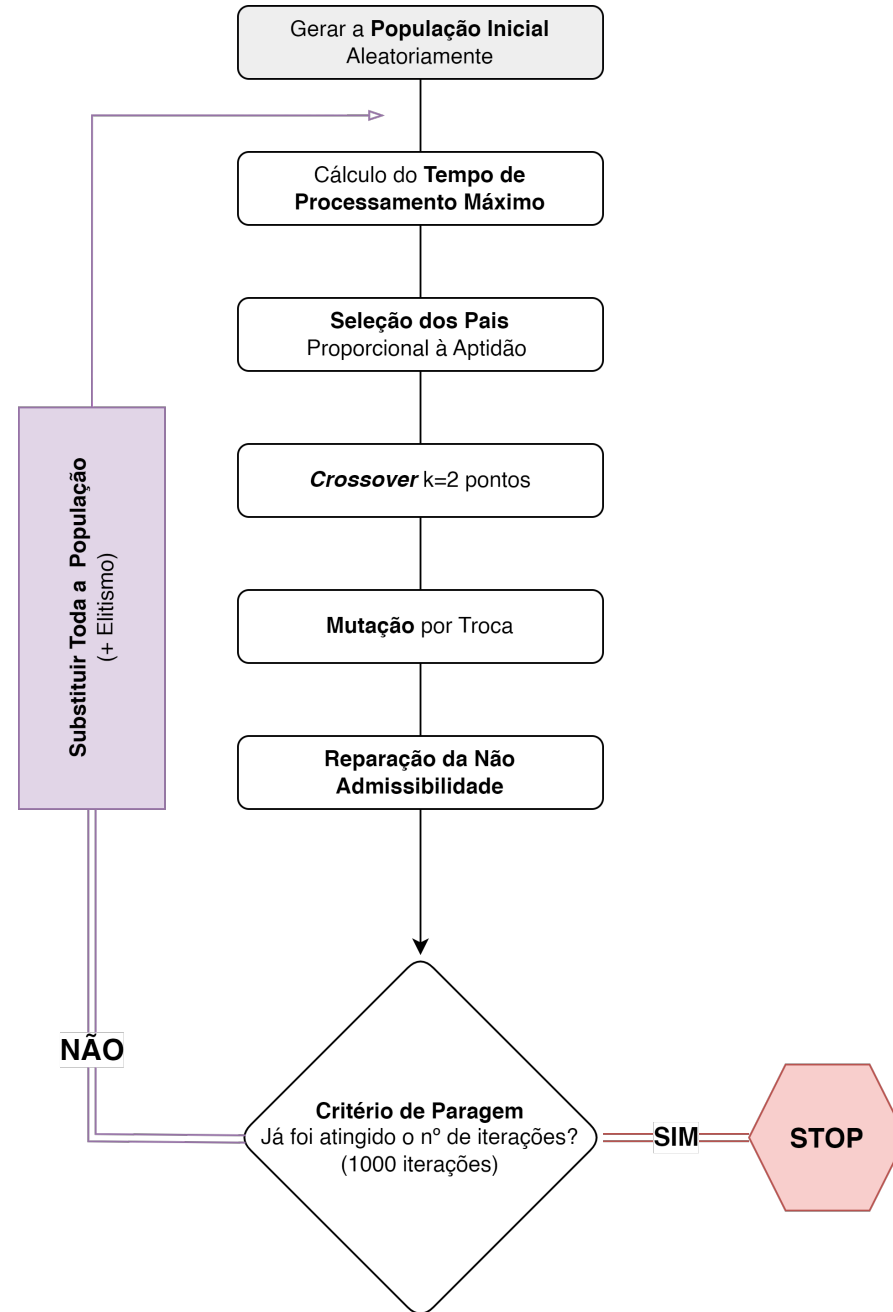 Gerar a População Inicial
Aleatoriamente
Cálculo do Tempo de
Processamento Máximo
Seleção dos Pais
Proporcional à Aptidão
Crossover k=2 pontos
Mutação por Troca
Reparação da Não
Admissibilidade
Substituir Toda a População
(+ Elitismo)
NÃO
Critério de Paragem
Já foi atingido o nº de iterações?
(1000 iterações)
SIM
STOP